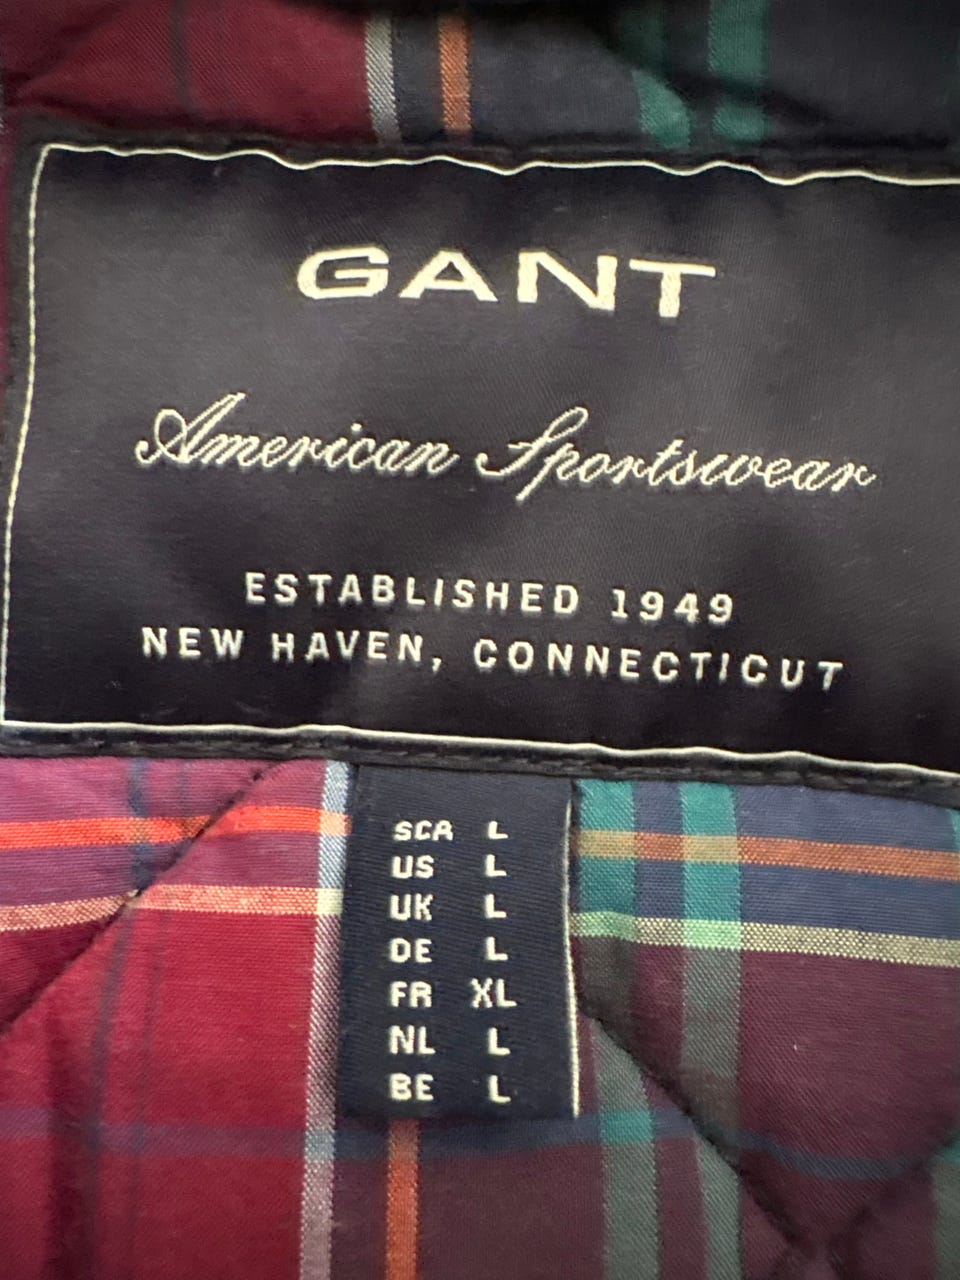 GANT
American Sportswear
ESTABLISHED 1949
NEW HAVEN, CONNECTICUT
SCA L
US L
UK L
DE L
FR XL
NL L
BE L